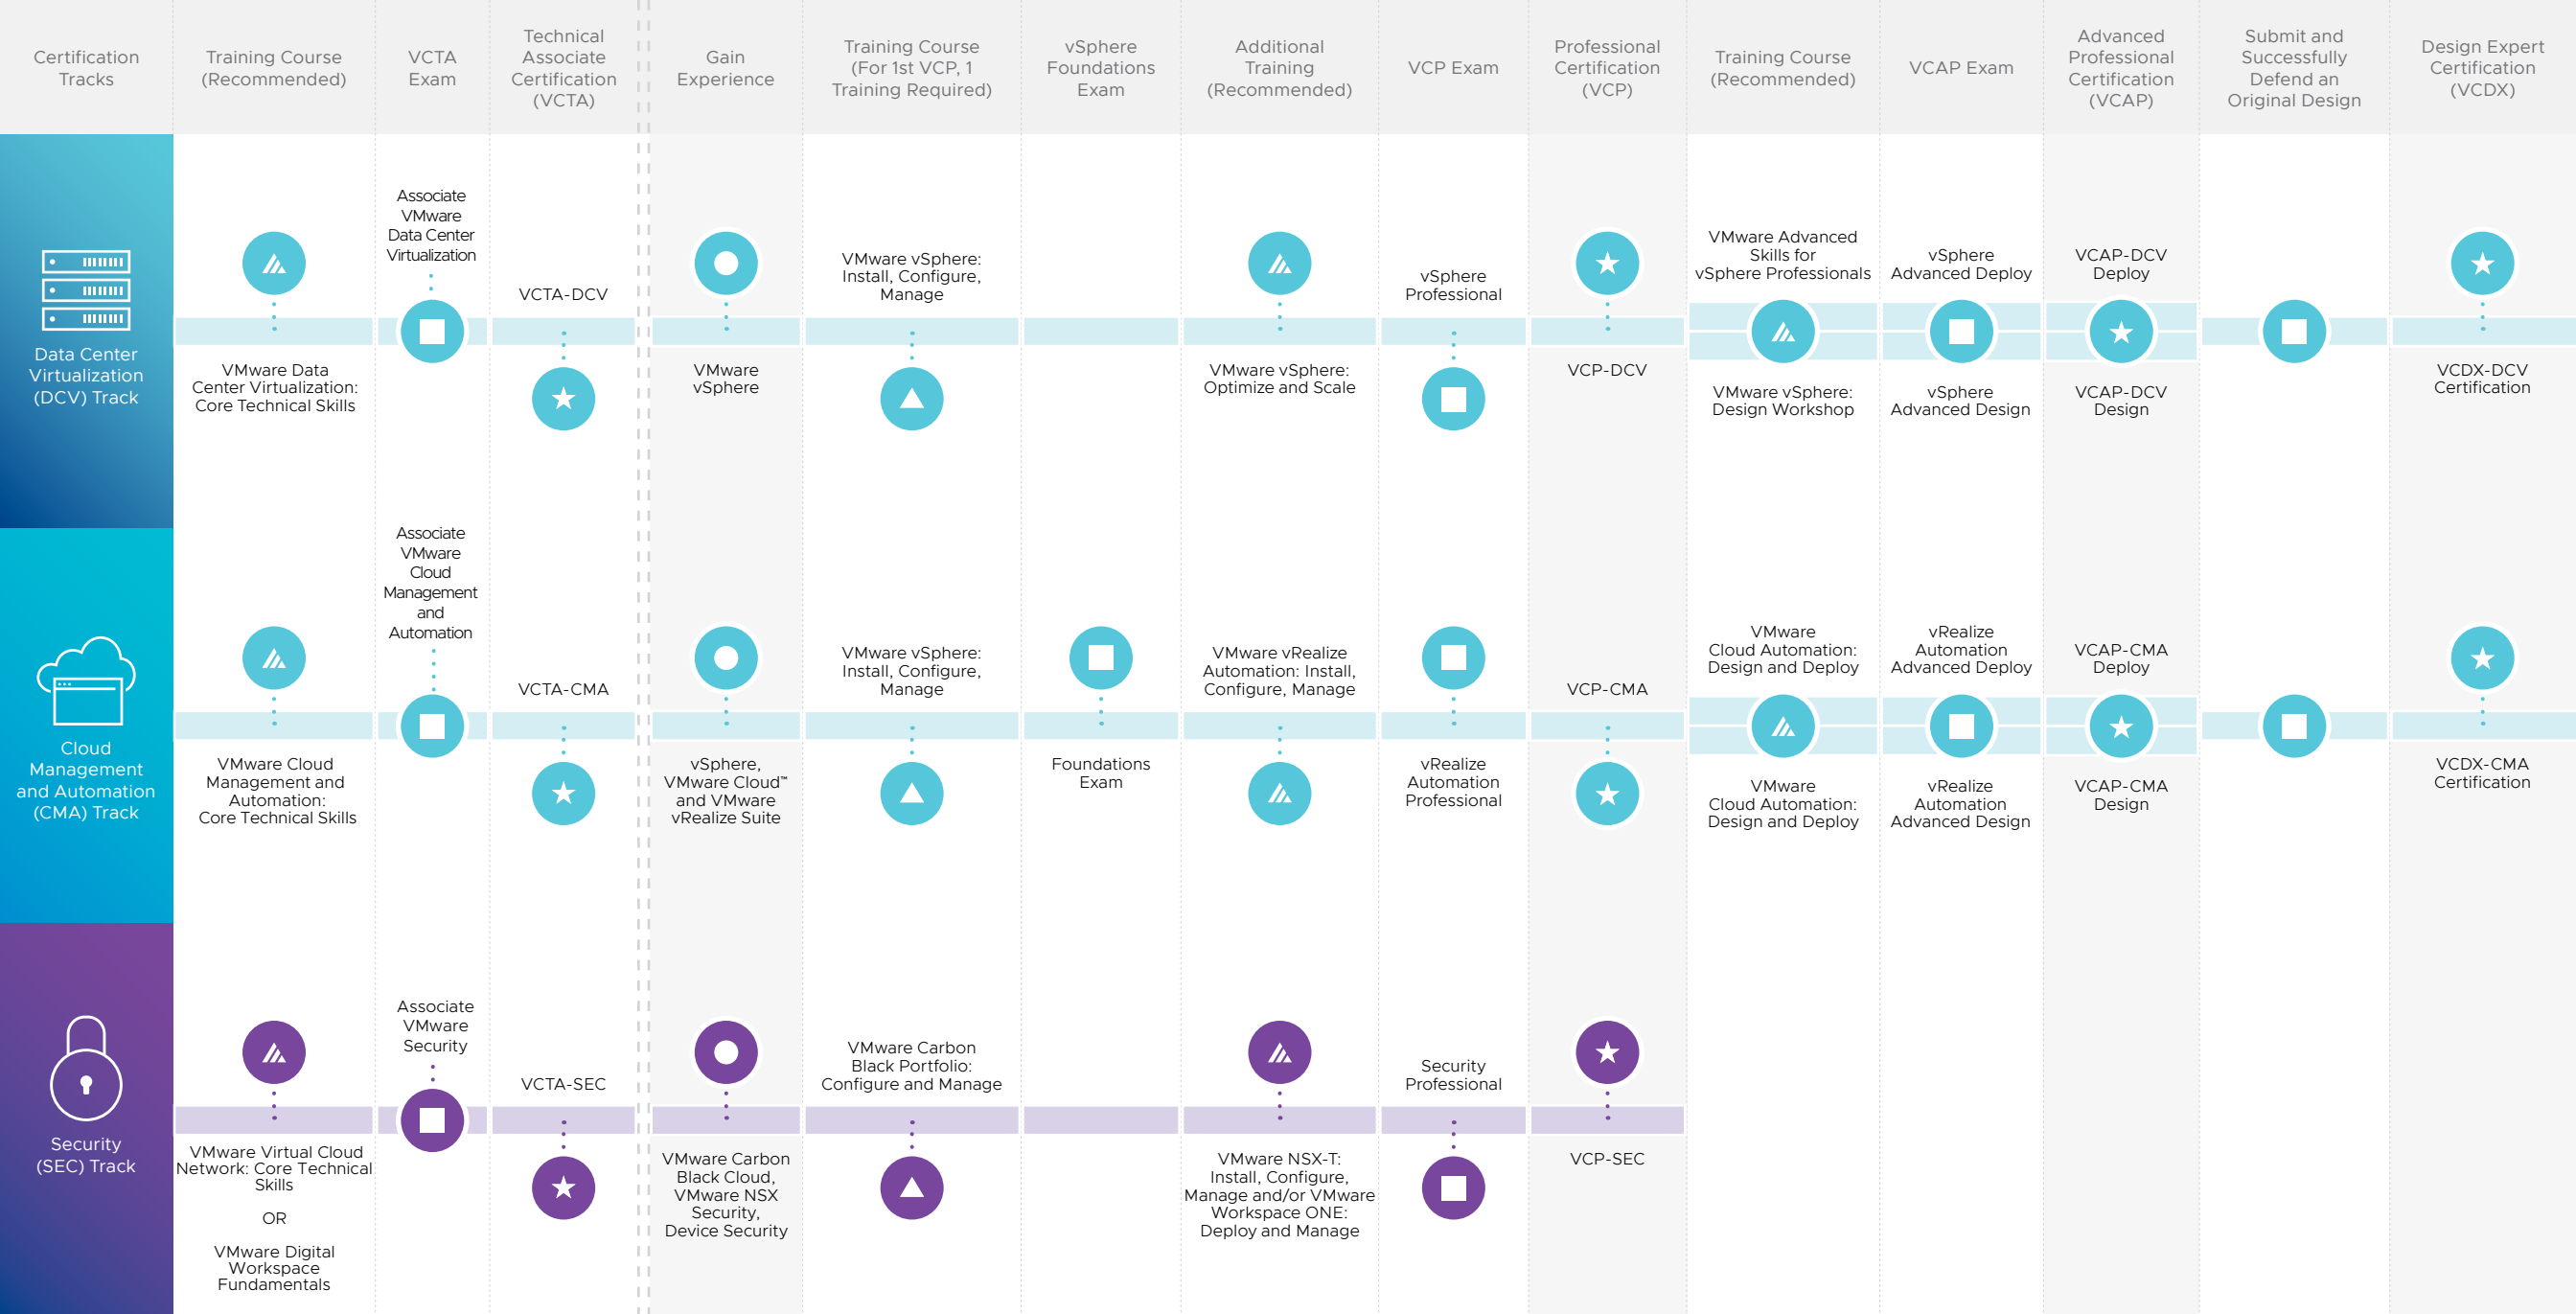 Certification
Tracks
Training Course
(Recommended)
VCTA
Exam
Technical
Associate
Certification
(VCTA)
Gain
Experience
Training Course
(For 1st VCP, 1
Training Required)
vSphere
Foundations
Exam
Additional
Training
(Recommended)
VCP Exam
Professional
Certification
(VCP)
Training Course
(Recommended)
VCAP Exam
Advanced
Professional
Certification
(VCAP)
Submit and
Successfully
Defend an
Original Design
Design Expert
Certification
(VCDX)
Data Center
Virtualization
(DCV) Track
VMware Data
Center Virtualization:
Core Technical Skills
Associate
VMware
Data Center
Virtualization
VCTA-DCV
VMware
vSphere
VMware vSphere:
Install, Configure,
Manage
VMware vSphere:
Optimize and Scale
vSphere
Professional
VCP-DCV
VMware Advanced
Skills for
vSphere Professionals
VMware vSphere:
Design Workshop
vSphere
Advanced Deploy
vSphere
Advanced Design
VCAP-DCV
Deploy
VCAP-DCV
Design
VCDX-DCV
Certification
Cloud
Management
and Automation
(CMA) Track
VMware Cloud
Management and
Automation:
Core Technical Skills
Associate
VMware
Cloud
Management
and
Automation
VCTA-CMA
vSphere,
VMware Cloud™
and VMware
vRealize Suite
VMware vSphere:
Install, Configure,
Manage
Foundations
Exam
VMware vRealize
Automation: Install,
Configure, Manage
vRealize
Automation
Professional
VCP-CMA
VMware
Cloud Automation:
Design and Deploy
VMware
Cloud Automation:
Design and Deploy
vRealize
Automation
Advanced Deploy
vRealize
Automation
Advanced Design
VCAP-CMA
Deploy
VCAP-CMA
Design
VCDX-CMA
Certification
Security
(SEC) Track
VMware Virtual Cloud
Network: Core Technical
Skills
OR
VMware Digital
Workspace
Fundamentals
Associate
VMware
Security
VCTA-SEC
VMware Carbon
Black Cloud,
VMware NSX
Security,
Device Security
VMware Carbon
Black Portfolio:
Configure and Manage
VMware NSX-T:
Install, Configure,
Manage and/or VMware
Workspace ONE:
Deploy and Manage
Security
Professional
VCP-SEC